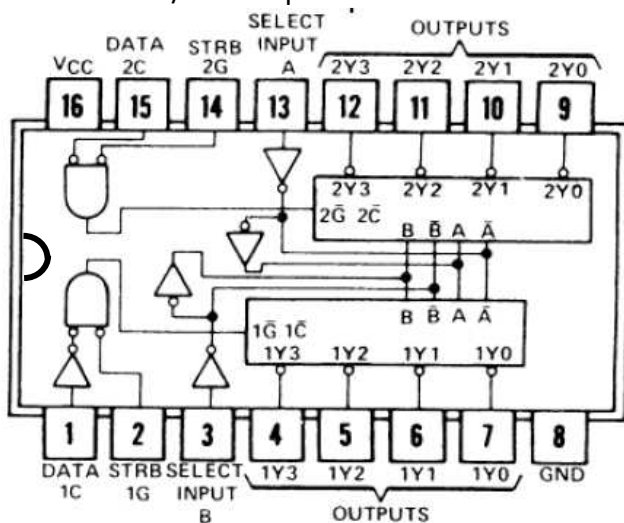 SELECT
INPUT
A
OUTPUTS
DATA
2C
STRB
2G
VCC
2Y3 2Y2 2Y1 2Y0
16 15 14 13 12 11 10 9
2Y3 2Y2 2Y1 2Y0
2G̅ 2C̅
B B̅ A A̅
B B̅ A A̅
1G̅ 1C̅
1Y3 1Y2 1Y1 1Y0
1 2 3 4 5 6 7 8
DATA
1C
STRB
1G
SELECT
INPUT
B
1Y3 1Y2 1Y1 1Y0
GND
OUTPUTS